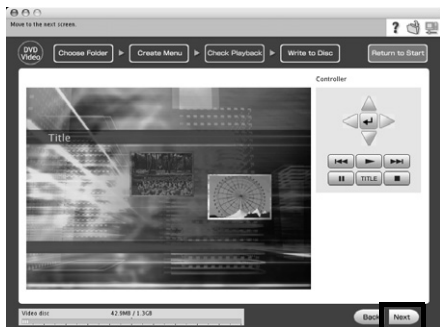 Move to the next screen.
?
DVD Video
Choose Folder
Create Menu
Check Playback
Write to Disc
Return to Start
Controller
Title
TITLE
Video disc 42.9MB / 1.3GB
Back Next